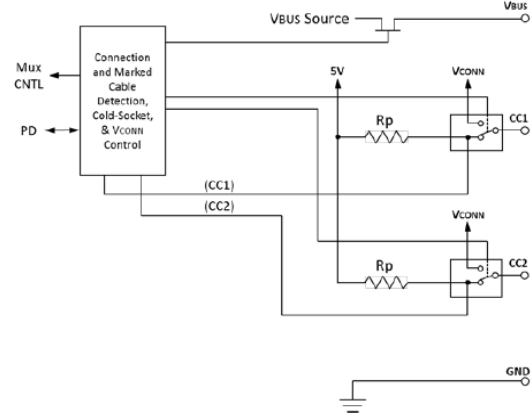 VBUS Source
VBUS
Connection
and Marked
Cable
Detection,
Cold-Socket,
& VCONN
Control
Mux
CNTL
PD
5V
VCONN
Rp
CC1
(CC1)
(CC2)
VCONN
Rp
CC2
GND